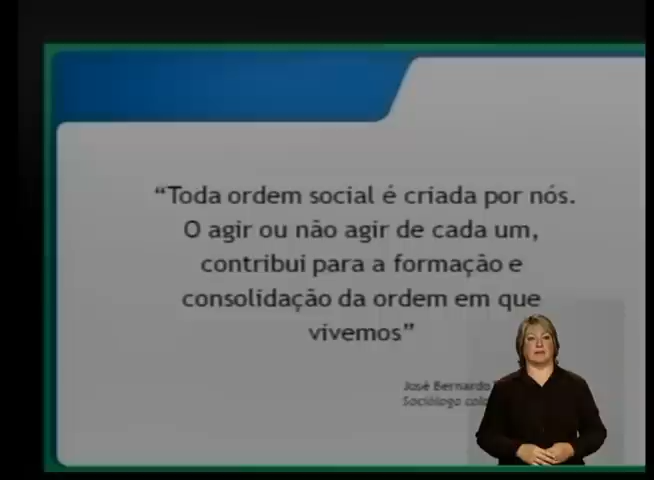 “Toda ordem social é criada por nós.
O agir ou não agir de cada um,
contribui para a formação e
consolidação da ordem em que
vivemos”
José Bernardo
Sociólogo